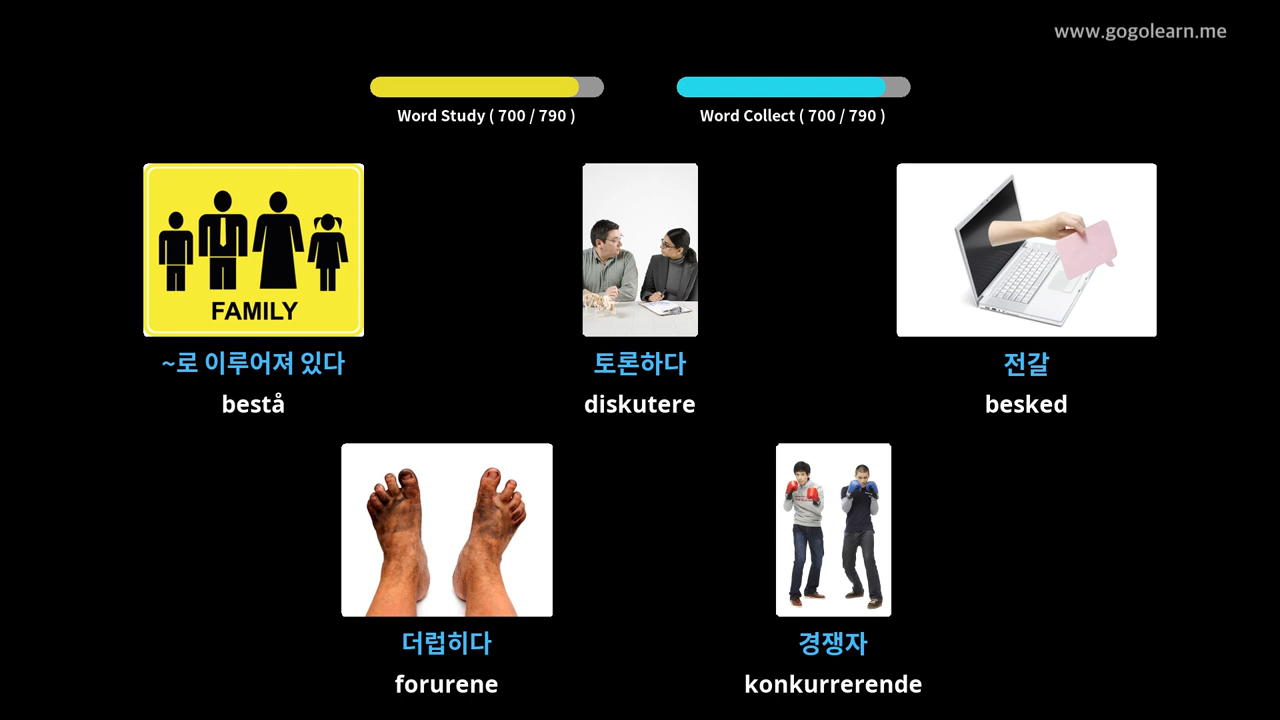 www.gogolearn.me
Word Study ( 700 / 790 )
Word Collect ( 700 / 790 )
FAMILY
~로 이루어져 있다
bestå
토론하다
diskutere
전갈
besked
더럽히다
forurene
경쟁자
konkurrerende